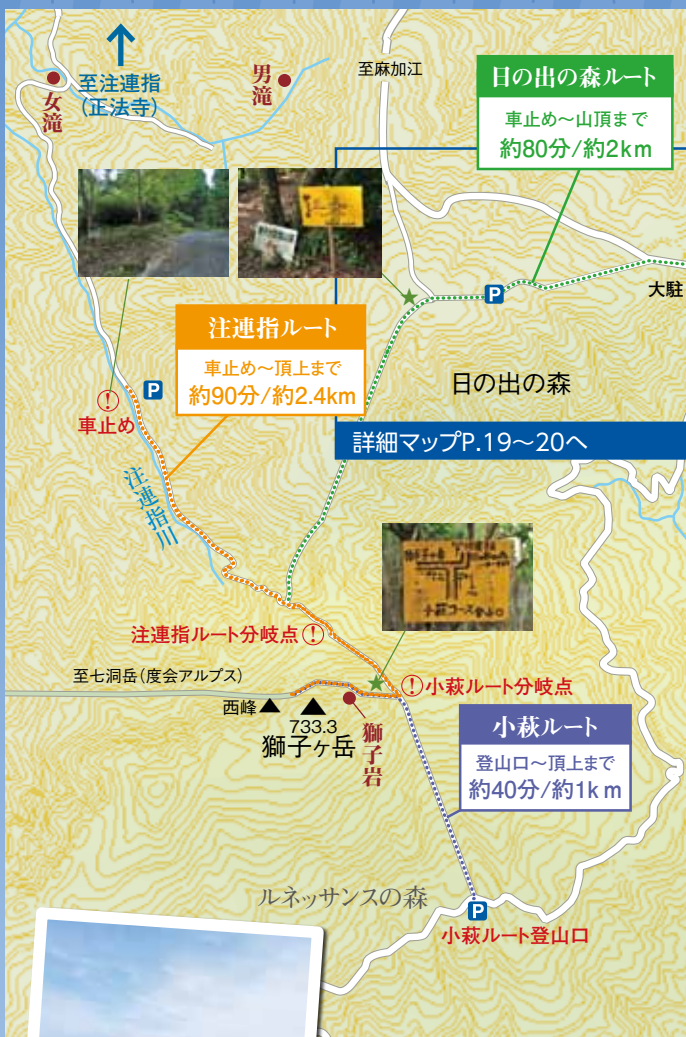 至注連指
(正法寺)
女滝
男滝
至麻加江
日の出の森ルート
車止め〜山頂まで
約80分/約2km
P
大駐
注連指ルート
車止め〜頂上まで
約90分/約2.4km
日の出の森
P
!
車止め
詳細マップP.19〜20へ
注連指川
小萩コース登山口
注連指ルート分岐点!
至七洞岳(度会アルプス)
!小萩ルート分岐点
西峰
733.3
獅子ヶ岳
獅子岩
小萩ルート
登山口〜頂上まで
約40分/約1km
ルネッサンスの森
P
小萩ルート登山口